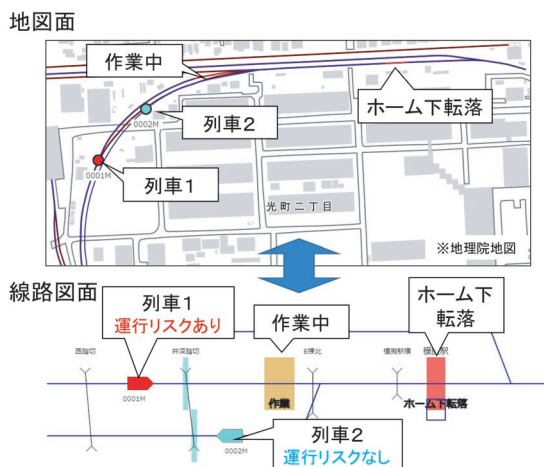 地図面
作業中
ホーム下転落
0002M
列車2
0001M
列車1
光町二丁目
※地理院地図
線路図面
列車1
運行リスクあり
作業中
ホーム下
転落
西踏切
井深踏切
E棟北
0001M
作業
ホーム下転落
0002M
列車2
運行リスクなし